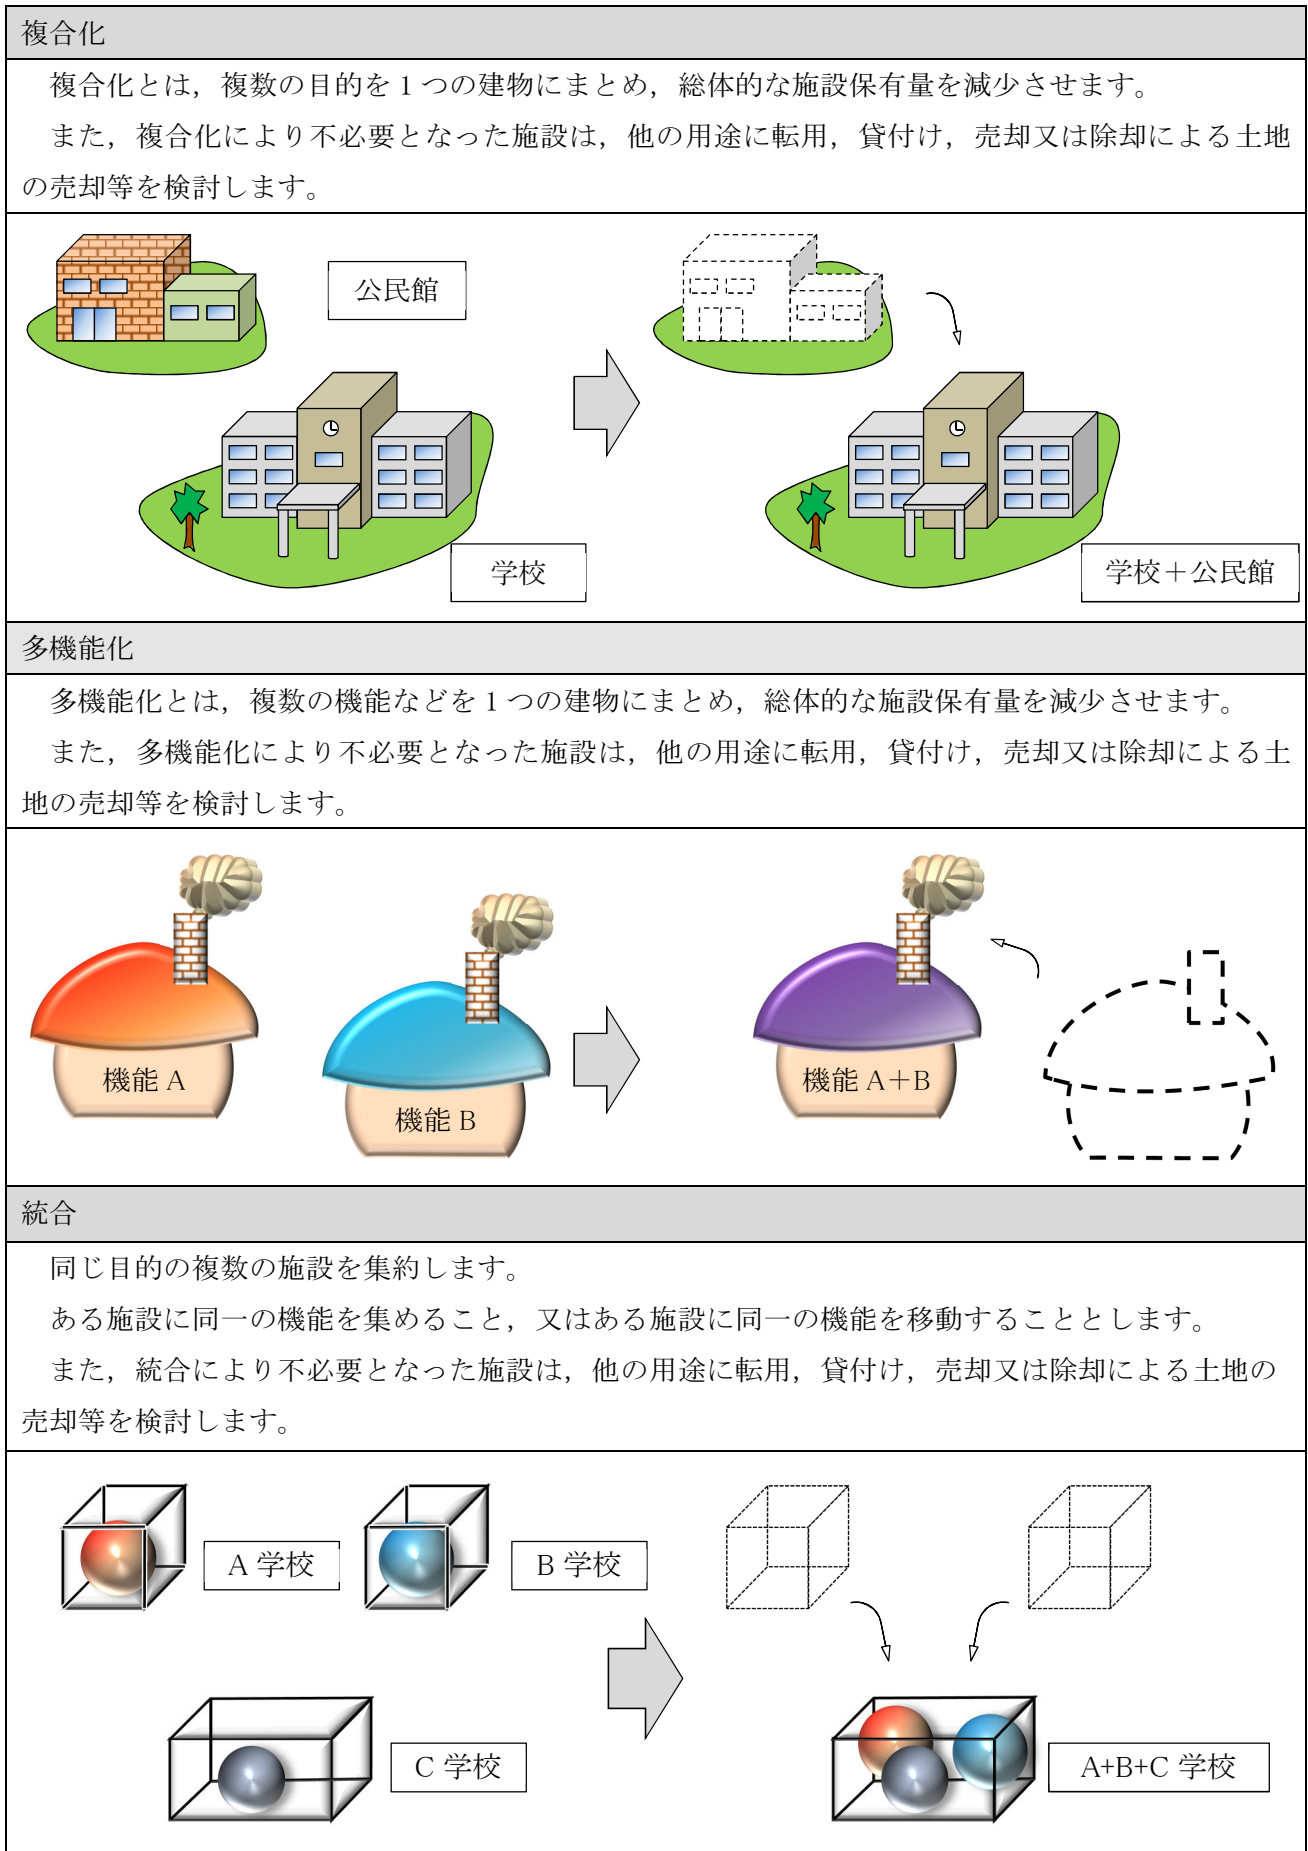 複合化
複合化とは，複数の目的を１つの建物にまとめ，総体的な施設保有量を減少させます。
また，複合化により不必要となった施設は，他の用途に転用，貸付け，売却又は除却による土地
の売却等を検討します。
公民館
学校
学校＋公民館
多機能化
多機能化とは，複数の機能などを１つの建物にまとめ，総体的な施設保有量を減少させます。
また，多機能化により不必要となった施設は，他の用途に転用，貸付け，売却又は除却による土
地の売却等を検討します。
機能 A
機能 B
機能 A＋B
統合
同じ目的の複数の施設を集約します。
ある施設に同一の機能を集めること，又はある施設に同一の機能を移動することとします。
また，統合により不必要となった施設は，他の用途に転用，貸付け，売却又は除却による土地の
売却等を検討します。
A 学校
B 学校
C 学校
A+B+C 学校